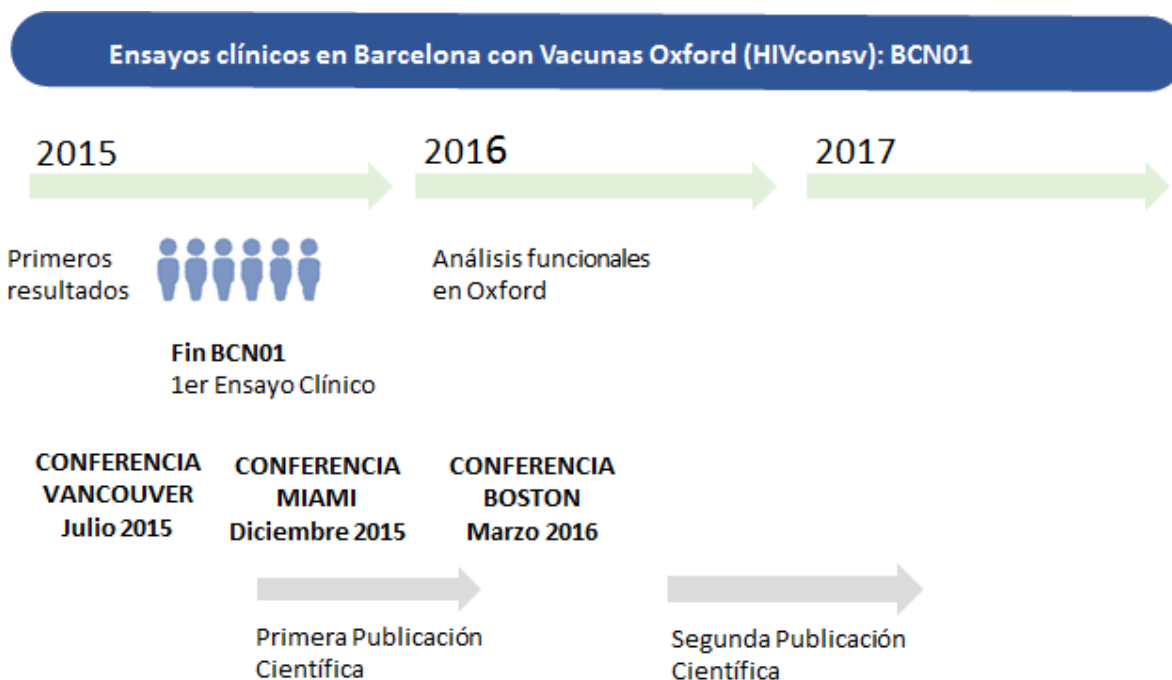 Ensayos clínicos en Barcelona con Vacunas Oxford (HIVconsv): BCN01
2015
2016
2017
Primeros
resultados
Análisis funcionales
en Oxford
Fin BCN01
1er Ensayo Clínico
CONFERENCIA
VANCOUVER
Julio 2015
CONFERENCIA
MIAMI
Diciembre 2015
CONFERENCIA
BOSTON
Marzo 2016
Primera Publicación
Científica
Segunda Publicación
Científica